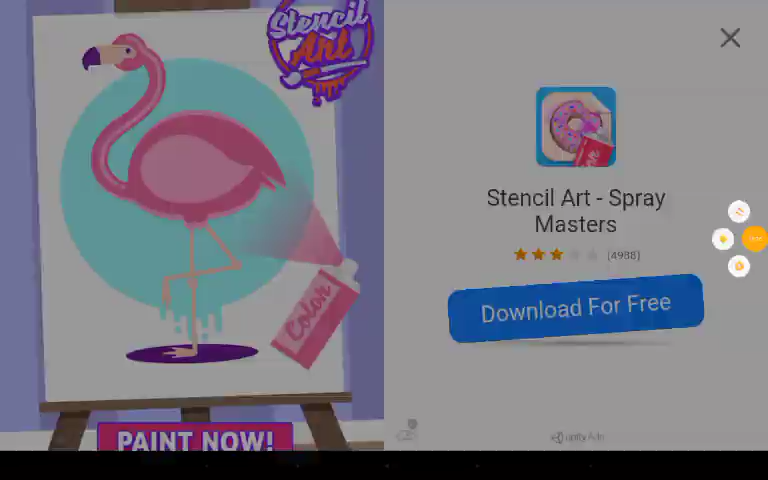 Stencil
Art
Color
PAINT NOW!
Stencil Art - Spray
Masters
(4988)
Download For Free
unity Ads